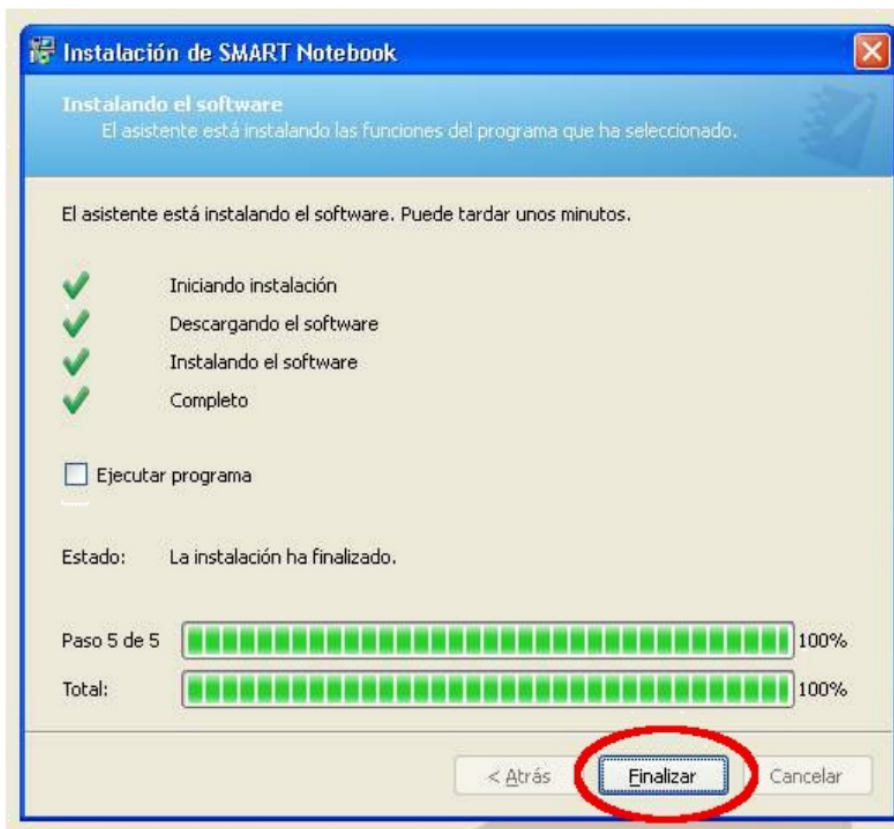 Instalación de SMART Notebook
Instalando el software
El asistente está instalando las funciones del programa que ha seleccionado.
El asistente está instalando el software. Puede tardar unos minutos.
Iniciando instalación
Descargando el software
Instalando el software
Completo
Ejecutar programa
Estado: La instalación ha finalizado.
Paso 5 de 5 100%
Total: 100%
< Atrás Finalizar Cancelar